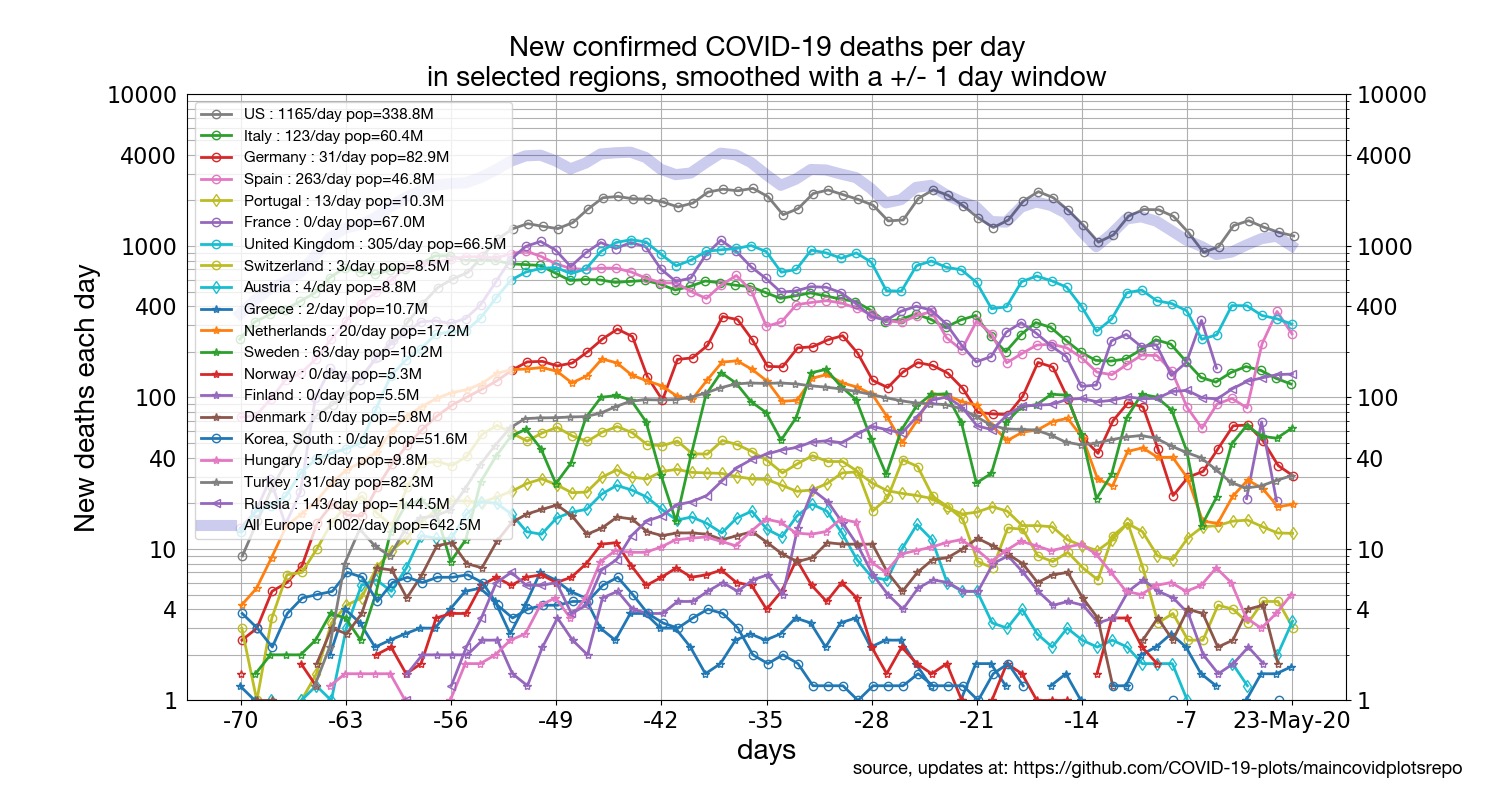 New confirmed COVID-19 deaths per day
in selected regions, smoothed with a +/- 1 day window
10000
4000
1000
400
100
40
10
4
1
New deaths each day
US : 1165/day pop=338.8M
Italy : 123/day pop=60.4M
Germany : 31/day pop=82.9M
Spain : 263/day pop=46.8M
Portugal : 13/day pop=10.3M
France : 0/day pop=67.0M
United Kingdom : 305/day pop=66.5M
Switzerland : 3/day pop=8.5M
Austria : 4/day pop=8.8M
Greece : 2/day pop=10.7M
Netherlands : 20/day pop=17.2M
Sweden : 63/day pop=10.2M
Norway : 0/day pop=5.3M
Finland : 0/day pop=5.5M
Denmark : 0/day pop=5.8M
Korea, South : 0/day pop=51.6M
Hungary : 5/day pop=9.8M
Turkey : 31/day pop=82.3M
Russia : 143/day pop=144.5M
All Europe : 1002/day pop=642.5M
10000
4000
1000
400
100
40
10
4
1
-70 -63 -56 -49 -42 -35 -28 -21 -14 -7 23-May-20
days
source, updates at: https://github.com/COVID-19-plots/maincovidplotsrepo